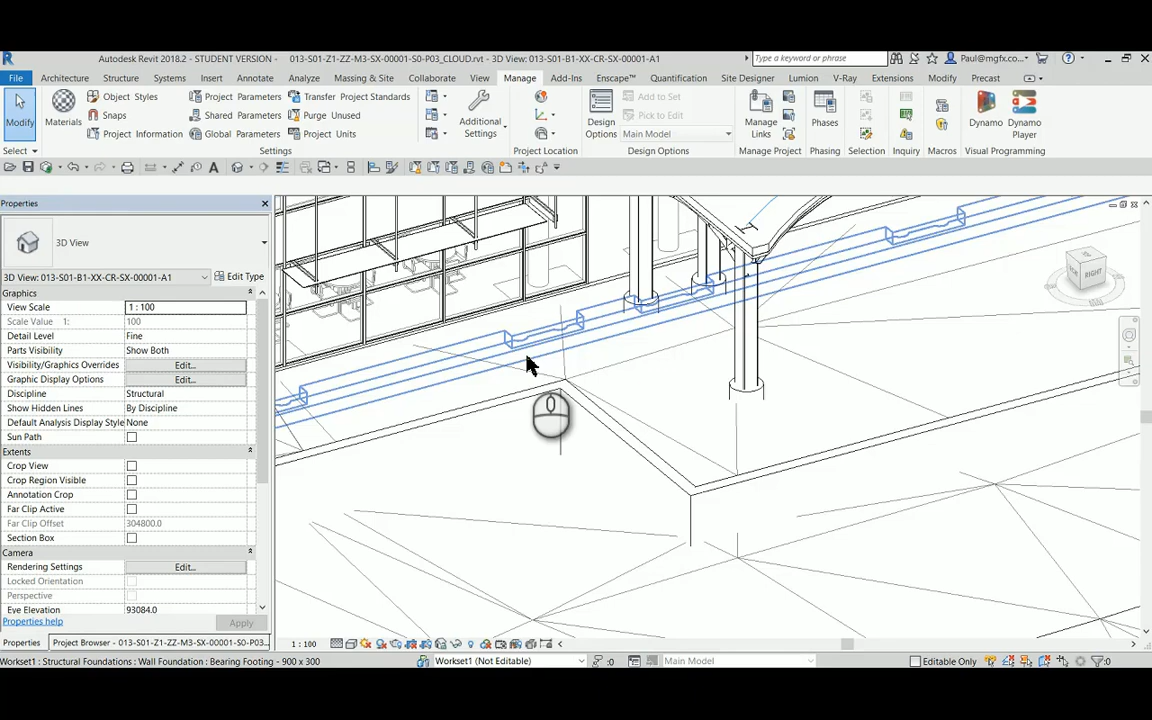 Autodesk Revit 2018.2 - STUDENT VERSION - 013-S01-Z1-ZZ-M3-SX-00001-S0-P03_CLOUD.rvt - 3D View: 013-S01-B1-XX-CR-SX-00001-A1
Type a keyword or phrase
Paul@mgfx.co...
File Architecture Structure Systems Insert Annotate Analyze Massing & Site Collaborate View Manage Add-Ins Enscape™ Quantification Site Designer Lumion V-Ray Extensions Modify Precast
Modify
Materials
Object Styles
Snaps
Project Information
Project Parameters
Shared Parameters
Global Parameters
Transfer Project Standards
Purge Unused
Project Units
Additional Settings
Design Options
Add to Set
Pick to Edit
Main Model
Manage Links
Phases
Dynamo
Dynamo Player
Select Settings Project Location Design Options Manage Project Selection Inquiry Macros Visual Programming
Properties
3D View
3D View: 013-S01-B1-XX-CR-SX-00001-A1 Edit Type
Graphics
View Scale 1 : 100
Scale Value 1: 100
Detail Level Fine
Parts Visibility Show Both
Visibility/Graphics Overrides Edit...
Graphic Display Options Edit...
Discipline Structural
Show Hidden Lines By Discipline
Default Analysis Display Style None
Sun Path
Extents
Crop View
Crop Region Visible
Annotation Crop
Far Clip Active
Far Clip Offset 304800.0
Section Box
Camera
Rendering Settings Edit...
Locked Orientation
Perspective
Eye Elevation 93084.0
Properties help Apply
Properties Project Browser - 013-S01-Z1-ZZ-M3-SX-00001-S0-P03...
RIGHT
1 : 100
Workset1 : Structural Foundations : Wall Foundation : Bearing Footing - 900 x 300
Workset1 (Not Editable)
:0
Main Model
Editable Only
:0